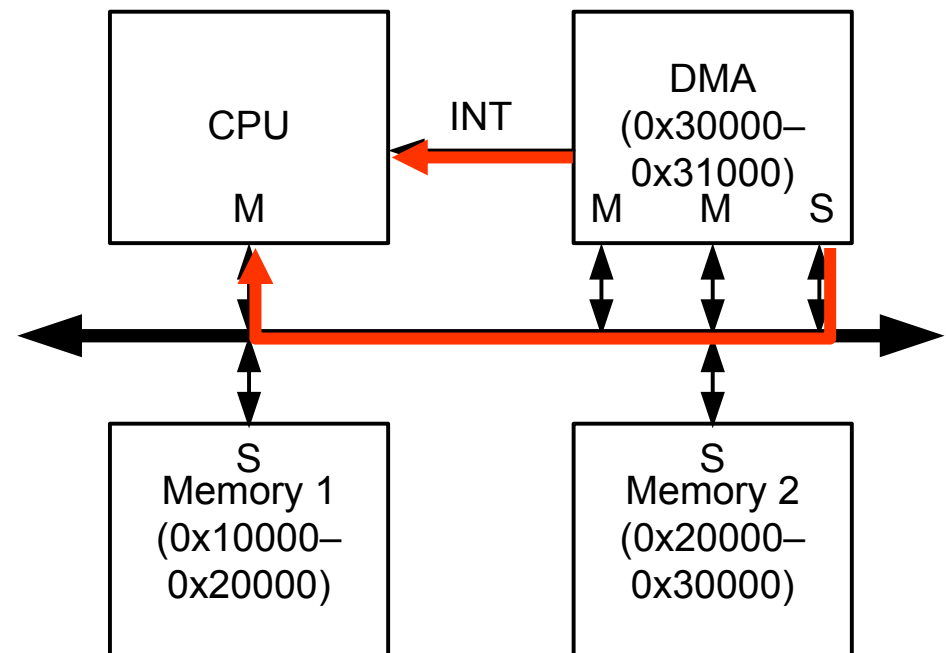 CPU
M
INT
DMA
(0x30000–
0x31000)
M M S
S
Memory 1
(0x10000–
0x20000)
S
Memory 2
(0x20000–
0x30000)